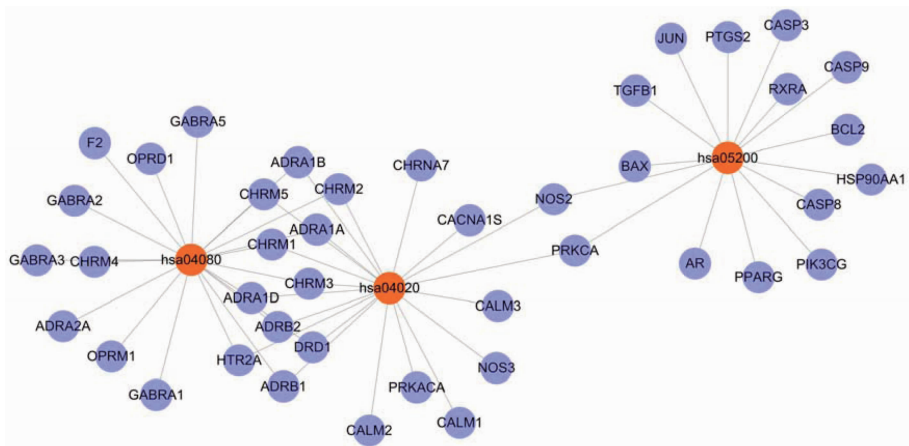 JUN
PTGS2
CASP3
CASP9
TGFB1
RXRA
GABRA5
F2
BCL2
OPRD1
ADRA1B
hsa05200
CHRNA7
BAX
HSP90AA1
CHRM5
CHRM2
NOS2
GABRA2
CASP8
CACNA1S
ADRA1A
CHRM1
PRKCA
GABRA3
CHRM4
hsa04080
AR
PPARG
PIK3CG
CHRM3
hsa04020
ADRA1D
CALM3
ADRA2A
ADRB2
DRD1
OPRM1
HTR2A
NOS3
GABRA1
ADRB1
PRKACA
CALM2
CALM1